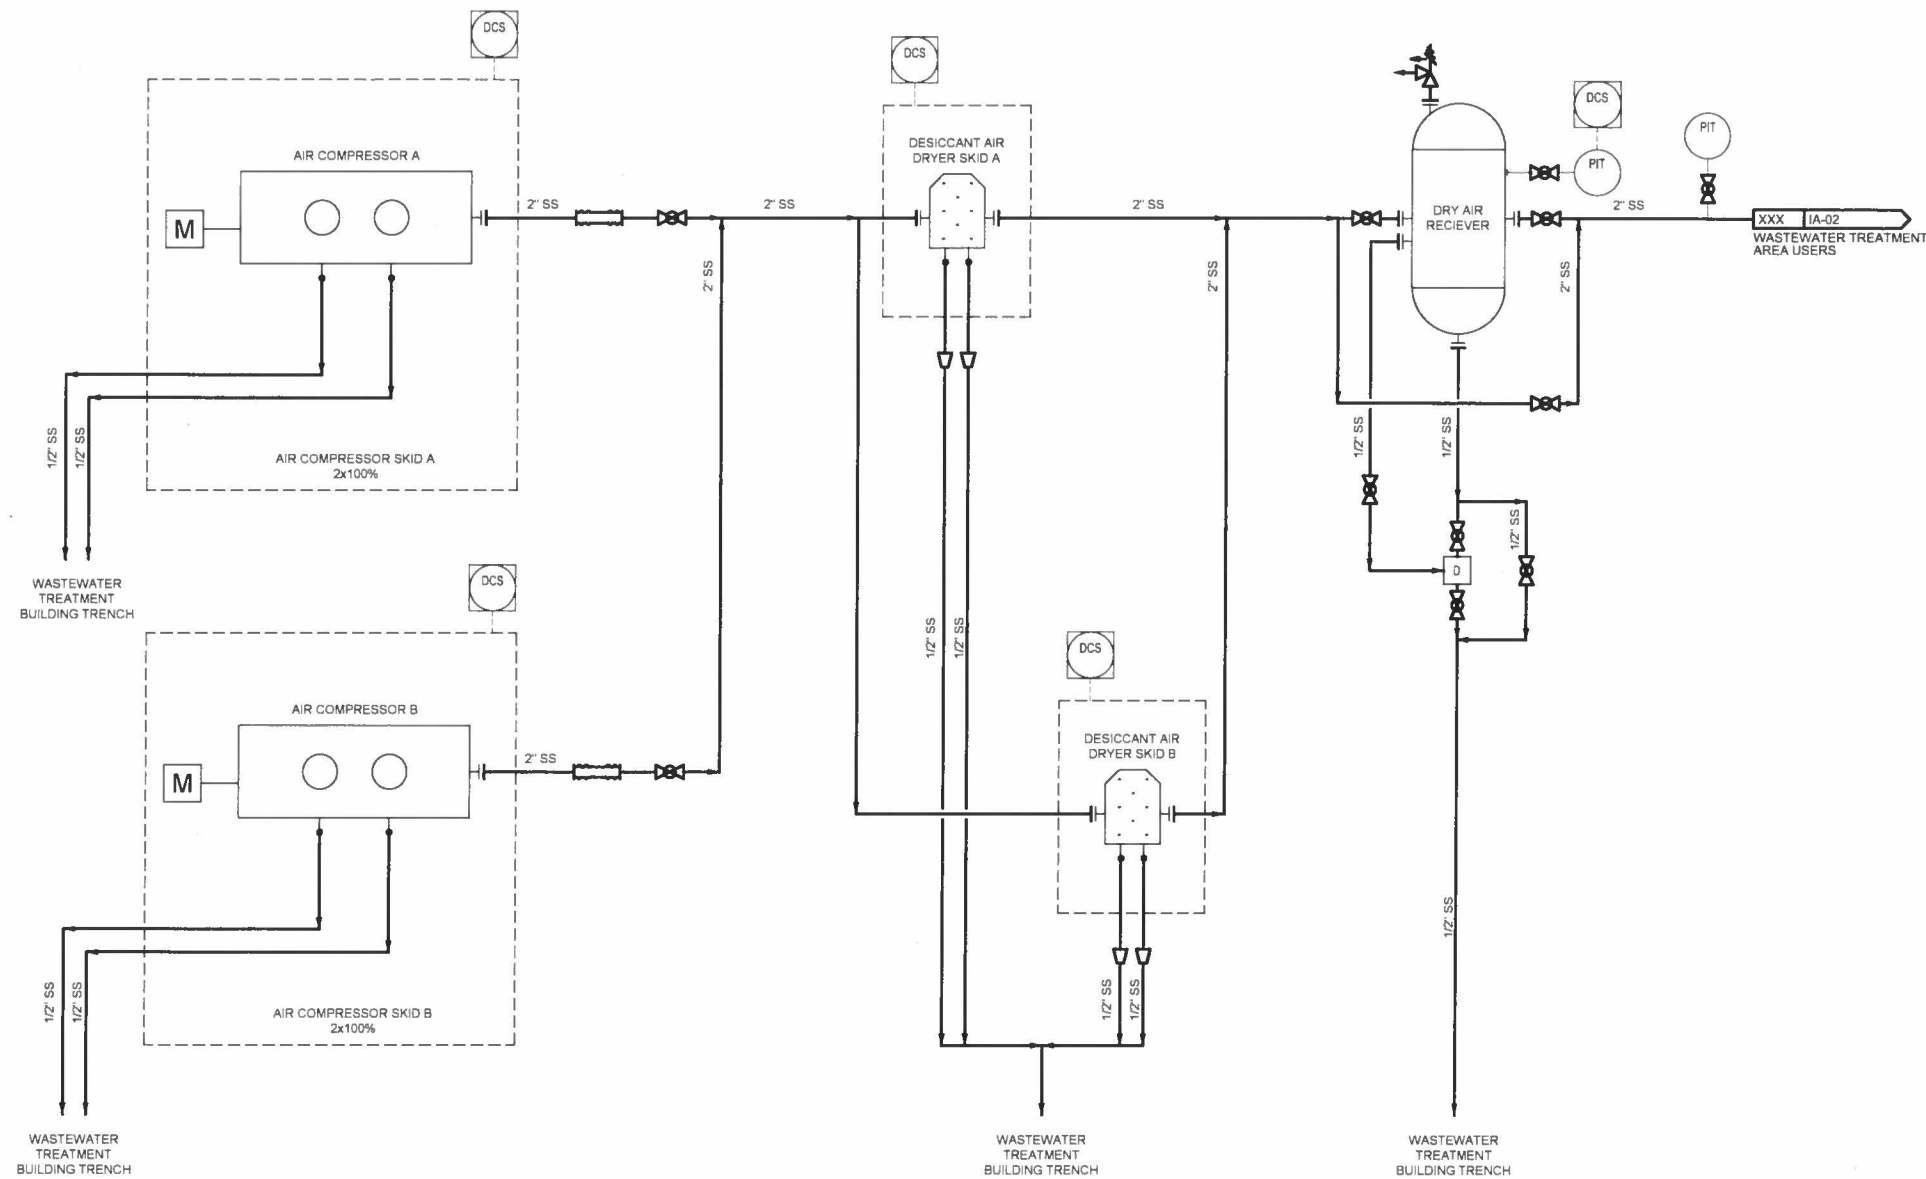 DCS
AIR COMPRESSOR A
M
2" SS
2" SS
2" SS
1/2" SS
1/2" SS
AIR COMPRESSOR SKID A
2x100%
WASTEWATER
TREATMENT
BUILDING TRENCH
DCS
AIR COMPRESSOR B
M
2" SS
1/2" SS
1/2" SS
AIR COMPRESSOR SKID B
2x100%
WASTEWATER
TREATMENT
BUILDING TRENCH
DCS
DESICCANT AIR
DRYER SKID A
2" SS
2" SS
1/2" SS
1/2" SS
DCS
DESICCANT AIR
DRYER SKID B
1/2" SS
1/2" SS
WASTEWATER
TREATMENT
BUILDING TRENCH
DRY AIR
RECIEVER
DCS
PIT
PIT
2" SS
XXX
IA-02
WASTEWATER TREATMENT
AREA USERS
2" SS
1/2" SS
1/2" SS
1/2" SS
D
1/2" SS
WASTEWATER
TREATMENT
BUILDING TRENCH